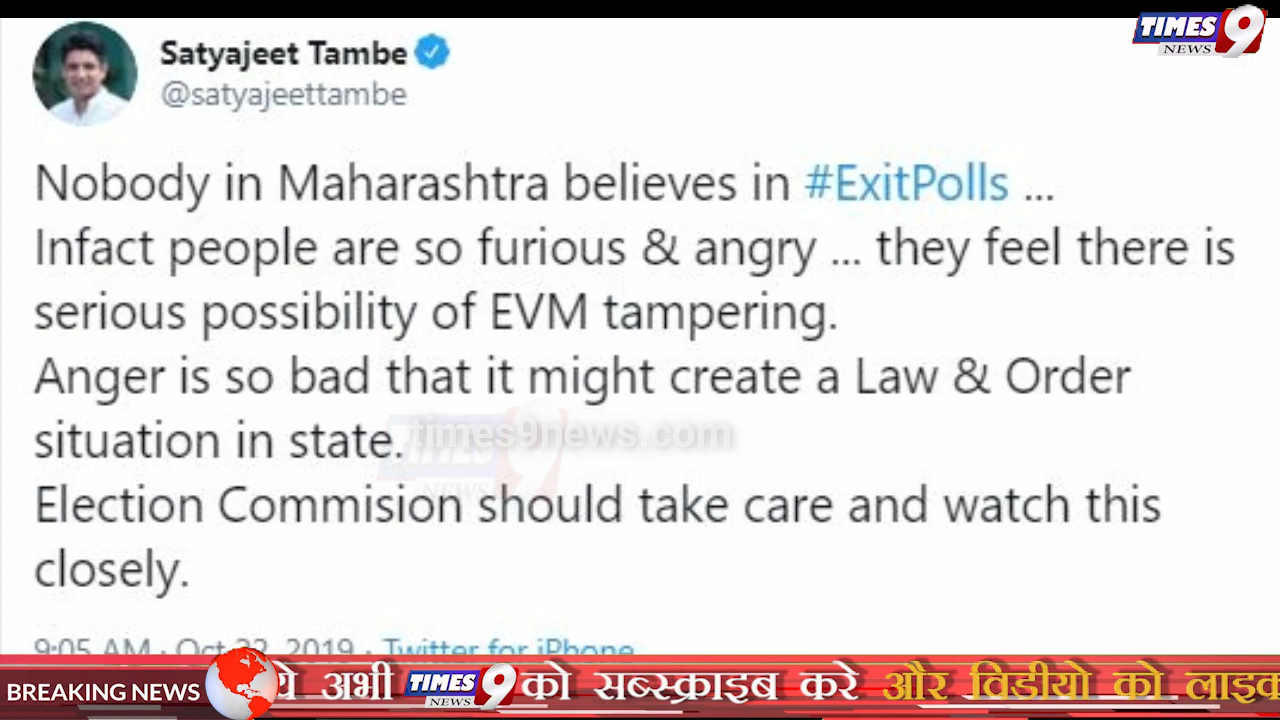 TIMES 9
NEWS
Satyajeet Tambe
@satyajeettambe
Nobody in Maharashtra believes in #ExitPolls ...
Infact people are so furious & angry ... they feel there is
serious possibility of EVM tampering.
Anger is so bad that it might create a Law & Order
situation in state.
times9news.com
TIMES 9
NEWS
Election Commision should take care and watch this
closely.
9:05 AM · Oct 2019 · Twitter for iPhone
BREAKING NEWS
अभी TIMES 9 NEWS को सब्स्क्राइब करे और विडीयो को